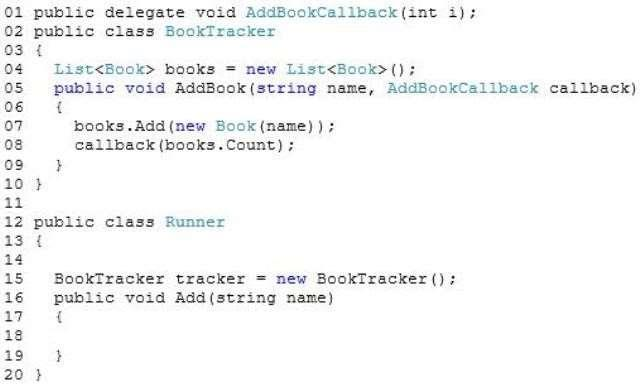 01 public delegate void AddBookCallback(int i);
02 public class BookTracker
03 {
04   List<Book> books = new List<Book>();
05   public void AddBook(string name, AddBookCallback callback)
06   {
07     books.Add(new Book(name));
08     callback(books.Count);
09   }
10 }
11
12 public class Runner
13 {
14
15   BookTracker tracker = new BookTracker();
16   public void Add(string name)
17   {
18
19   }
20 }